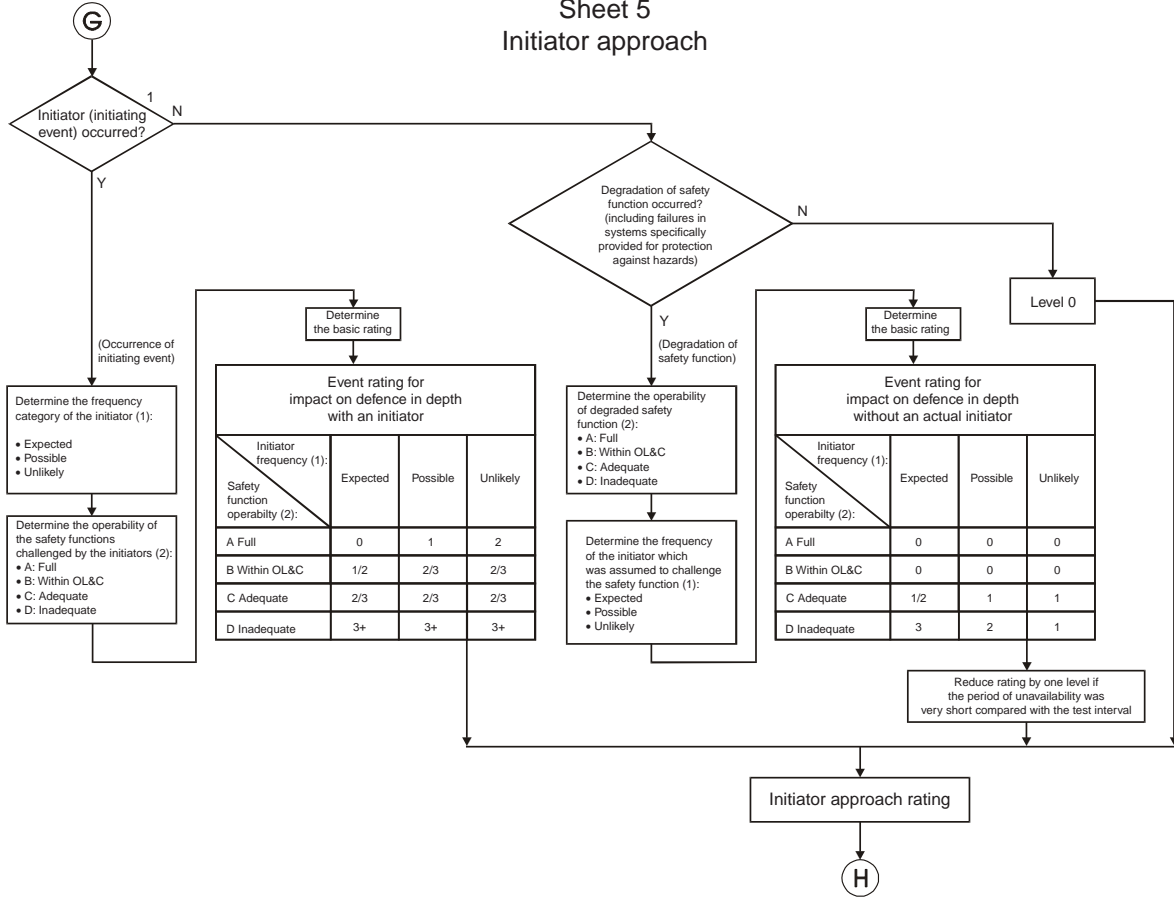 Sheet 5
Initiator approach
G
1
Initiator (initiating
event) occurred?
N
Y
Degradation of safety
function occurred?
(including failures in
systems specifically
provided for protection
against hazards)
N
Y
Level 0
(Occurrence of
initiating event)
Determine
the basic rating
(Degradation of
safety function)
Determine
the basic rating
Determine the frequency
category of the initiator (1):
• Expected
• Possible
• Unlikely
Determine the operability of
the safety functions
challenged by the initiators (2):
• A: Full
• B: Within OL&C
• C: Adequate
• D: Inadequate
Event rating for
impact on defence in depth
with an initiator
Initiator
frequency (1):
Safety
function
operabilty (2):
Expected Possible Unlikely
A Full 0 1 2
B Within OL&C 1/2 2/3 2/3
C Adequate 2/3 2/3 2/3
D Inadequate 3+ 3+ 3+
Determine the operability
of degraded safety
function (2):
• A: Full
• B: Within OL&C
• C: Adequate
• D: Inadequate
Determine the frequency
of the initiator which
was assumed to challenge
the safety function (1):
• Expected
• Possible
• Unlikely
Event rating for
impact on defence in depth
without an actual initiator
Initiator
frequency (1):
Safety
function
operabilty (2):
Expected Possible Unlikely
A Full 0 0 0
B Within OL&C 0 0 0
C Adequate 1/2 1 1
D Inadequate 3 2 1
Reduce rating by one level if
the period of unavailability was
very short compared with the test interval
Initiator approach rating
H